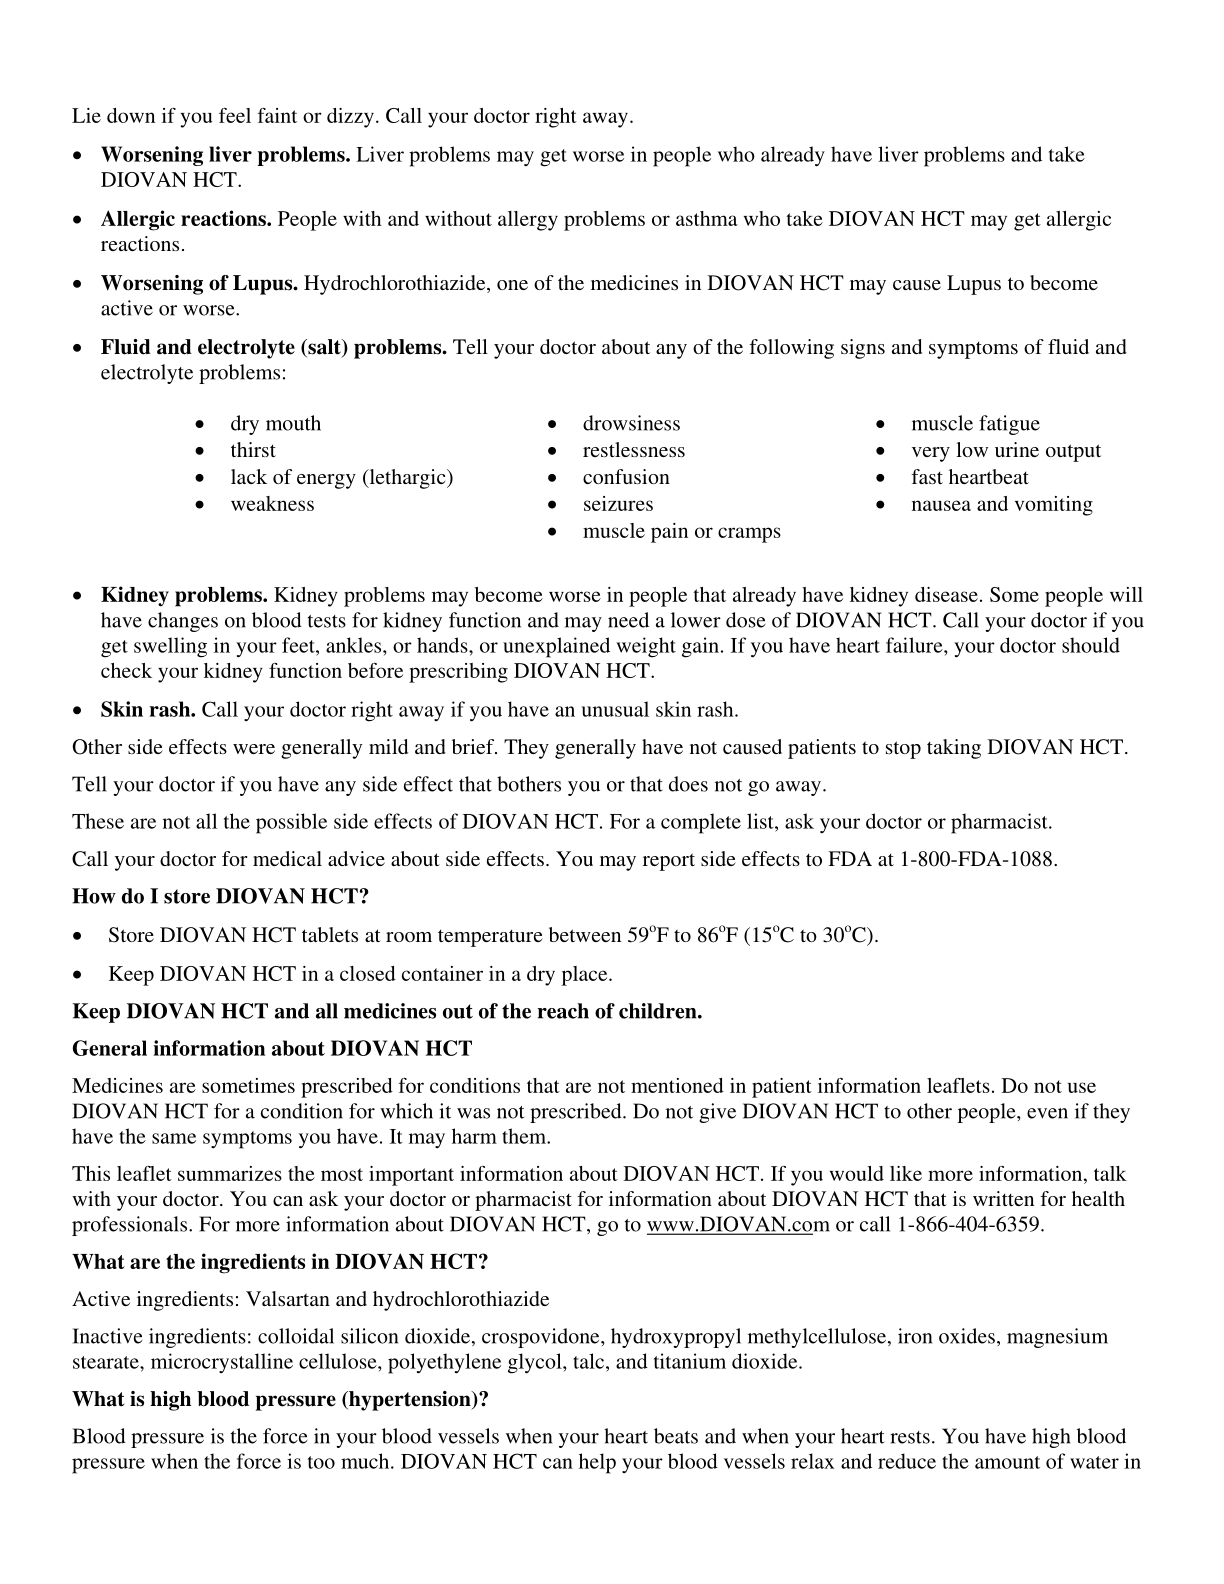 Lie down if you feel faint or dizzy. Call your doctor right away.
• Worsening liver problems. Liver problems may get worse in people who already have liver problems and take
DIOVAN HCT.
• Allergic reactions. People with and without allergy problems or asthma who take DIOVAN HCT may get allergic
reactions.
• Worsening of Lupus. Hydrochlorothiazide, one of the medicines in DIOVAN HCT may cause Lupus to become
active or worse.
• Fluid and electrolyte (salt) problems. Tell your doctor about any of the following signs and symptoms of fluid and
electrolyte problems:
• dry mouth
• thirst
• lack of energy (lethargic)
• weakness
• drowsiness
• restlessness
• confusion
• seizures
• muscle pain or cramps
• muscle fatigue
• very low urine output
• fast heartbeat
• nausea and vomiting
• Kidney problems. Kidney problems may become worse in people that already have kidney disease. Some people will
have changes on blood tests for kidney function and may need a lower dose of DIOVAN HCT. Call your doctor if you
get swelling in your feet, ankles, or hands, or unexplained weight gain. If you have heart failure, your doctor should
check your kidney function before prescribing DIOVAN HCT.
• Skin rash. Call your doctor right away if you have an unusual skin rash.
Other side effects were generally mild and brief. They generally have not caused patients to stop taking DIOVAN HCT.
Tell your doctor if you have any side effect that bothers you or that does not go away.
These are not all the possible side effects of DIOVAN HCT. For a complete list, ask your doctor or pharmacist.
Call your doctor for medical advice about side effects. You may report side effects to FDA at 1-800-FDA-1088.
How do I store DIOVAN HCT?
• Store DIOVAN HCT tablets at room temperature between 59ºF to 86ºF (15ºC to 30ºC).
• Keep DIOVAN HCT in a closed container in a dry place.
Keep DIOVAN HCT and all medicines out of the reach of children.
General information about DIOVAN HCT
Medicines are sometimes prescribed for conditions that are not mentioned in patient information leaflets. Do not use
DIOVAN HCT for a condition for which it was not prescribed. Do not give DIOVAN HCT to other people, even if they
have the same symptoms you have. It may harm them.
This leaflet summarizes the most important information about DIOVAN HCT. If you would like more information, talk
with your doctor. You can ask your doctor or pharmacist for information about DIOVAN HCT that is written for health
professionals. For more information about DIOVAN HCT, go to www.DIOVAN.com or call 1-866-404-6359.
What are the ingredients in DIOVAN HCT?
Active ingredients: Valsartan and hydrochlorothiazide
Inactive ingredients: colloidal silicon dioxide, crospovidone, hydroxypropyl methylcellulose, iron oxides, magnesium
stearate, microcrystalline cellulose, polyethylene glycol, talc, and titanium dioxide.
What is high blood pressure (hypertension)?
Blood pressure is the force in your blood vessels when your heart beats and when your heart rests. You have high blood
pressure when the force is too much. DIOVAN HCT can help your blood vessels relax and reduce the amount of water in